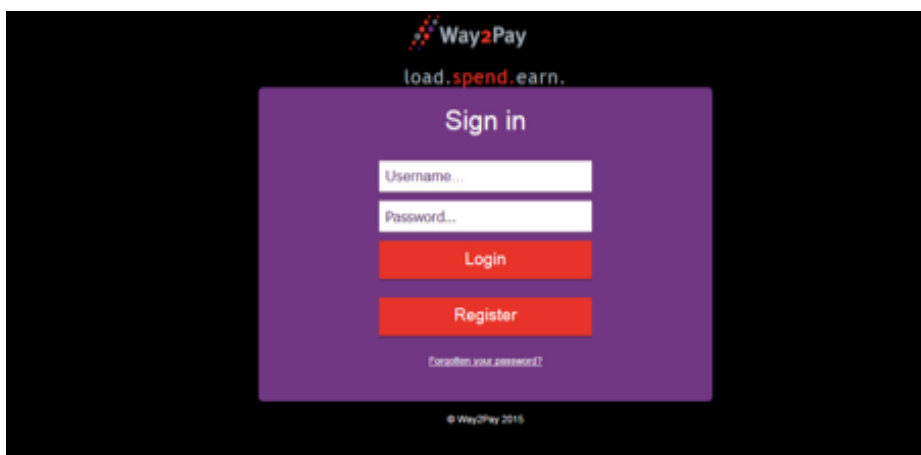 Way2Pay
load.spend.earn.
Sign in
Username...
Password...
Login
Register
Forgotten your password?
© Way2Pay 2015